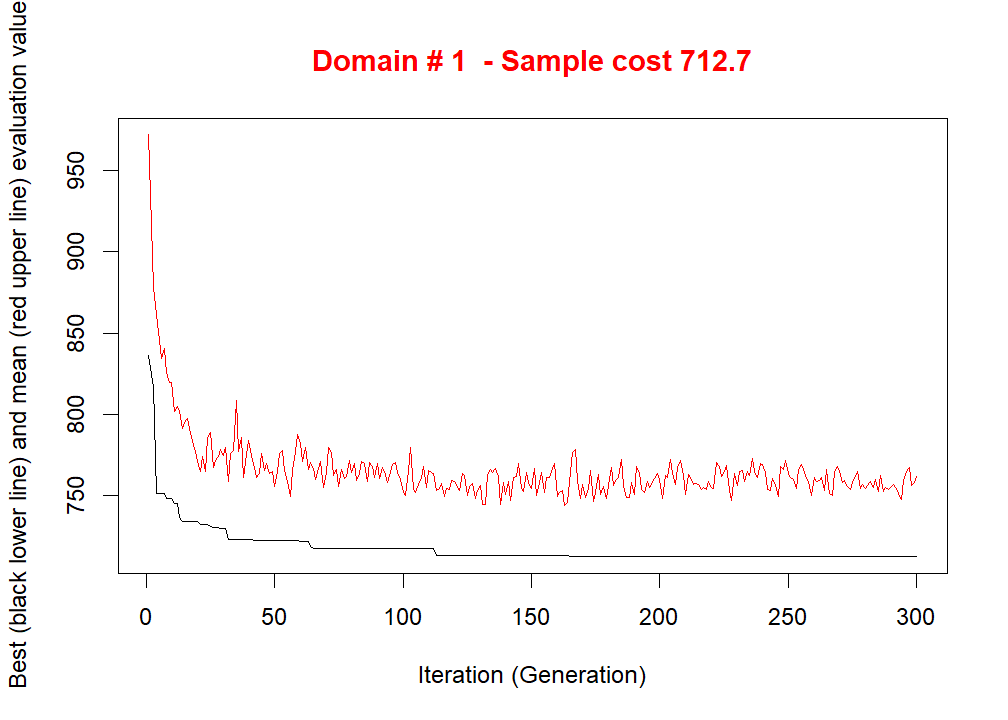 Domain # 1  - Sample cost 712.7
Best (black lower line) and mean (red upper line) evaluation value
950
900
850
800
750
0 50 100 150 200 250 300
Iteration (Generation)